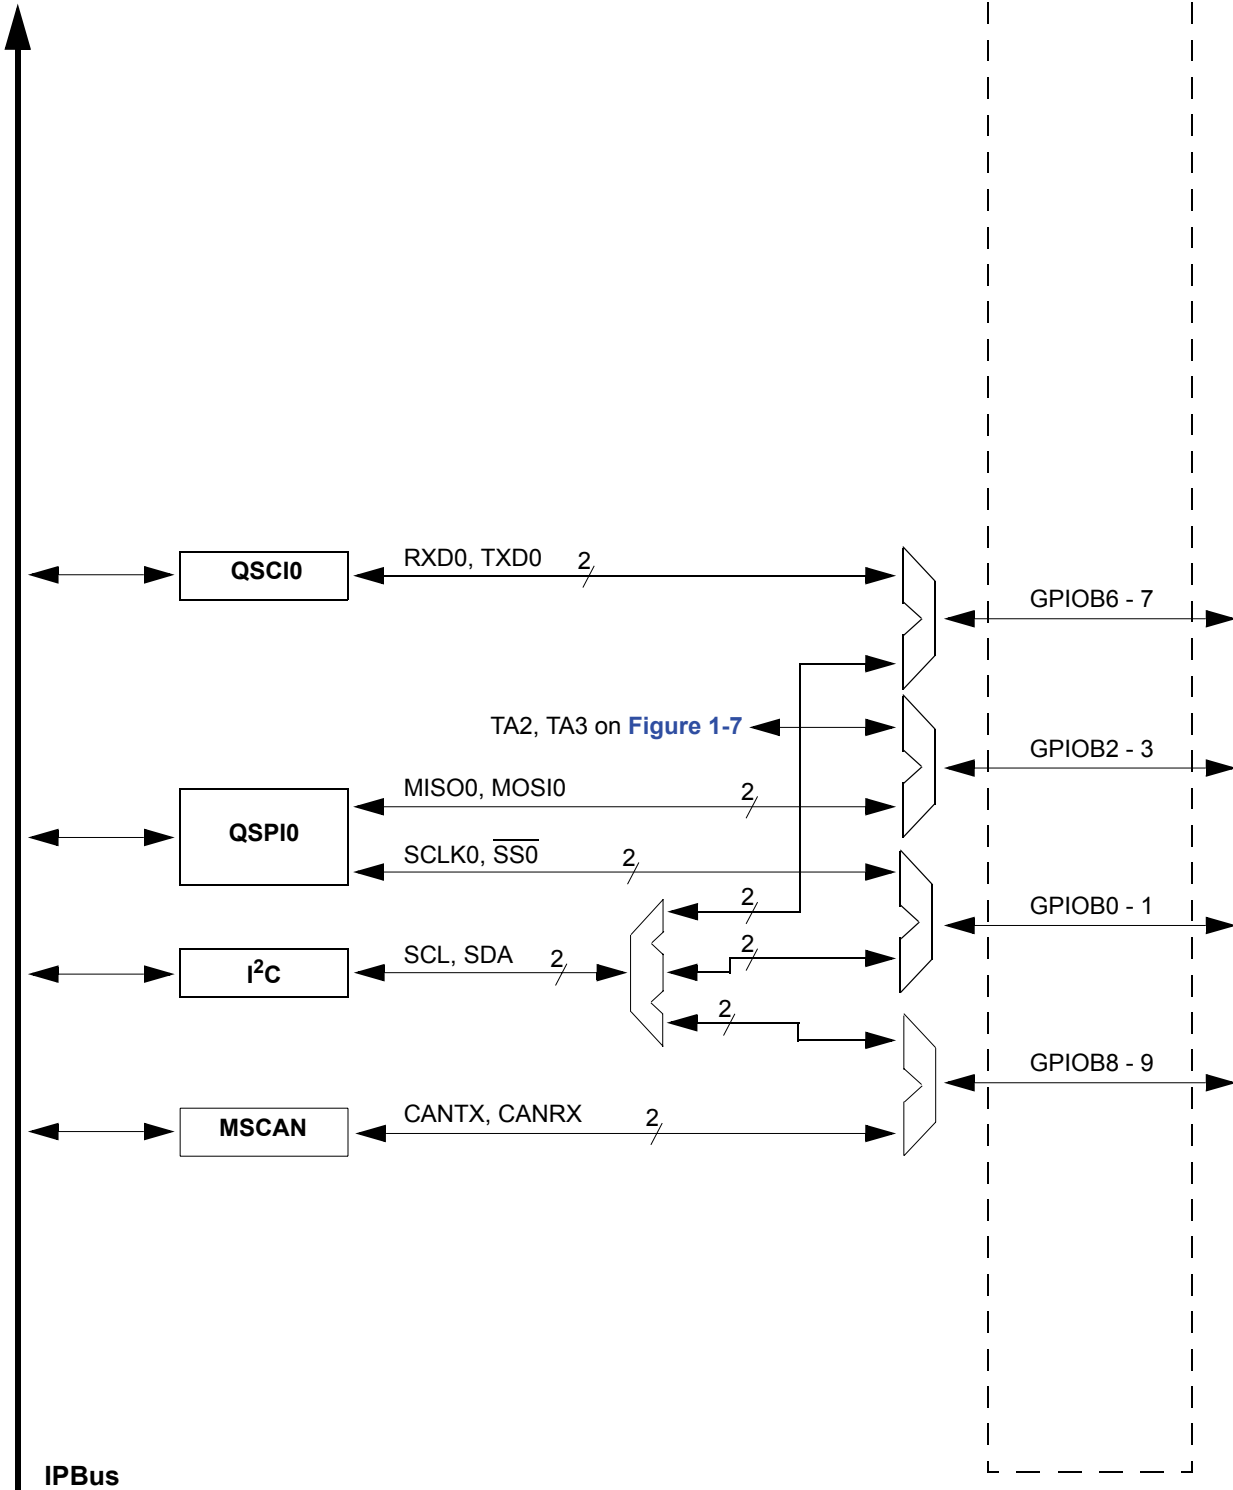 QSCI0
RXD0, TXD0
2
GPIOB6 - 7
TA2, TA3 on Figure 1-7
GPIOB2 - 3
MISO0, MOSI0
2
QSPI0
SCLK0, S̅S̅0̅
2
2
GPIOB0 - 1
I²C
SCL, SDA
2
2
2
GPIOB8 - 9
MSCAN
CANTX, CANRX
2
IPBus